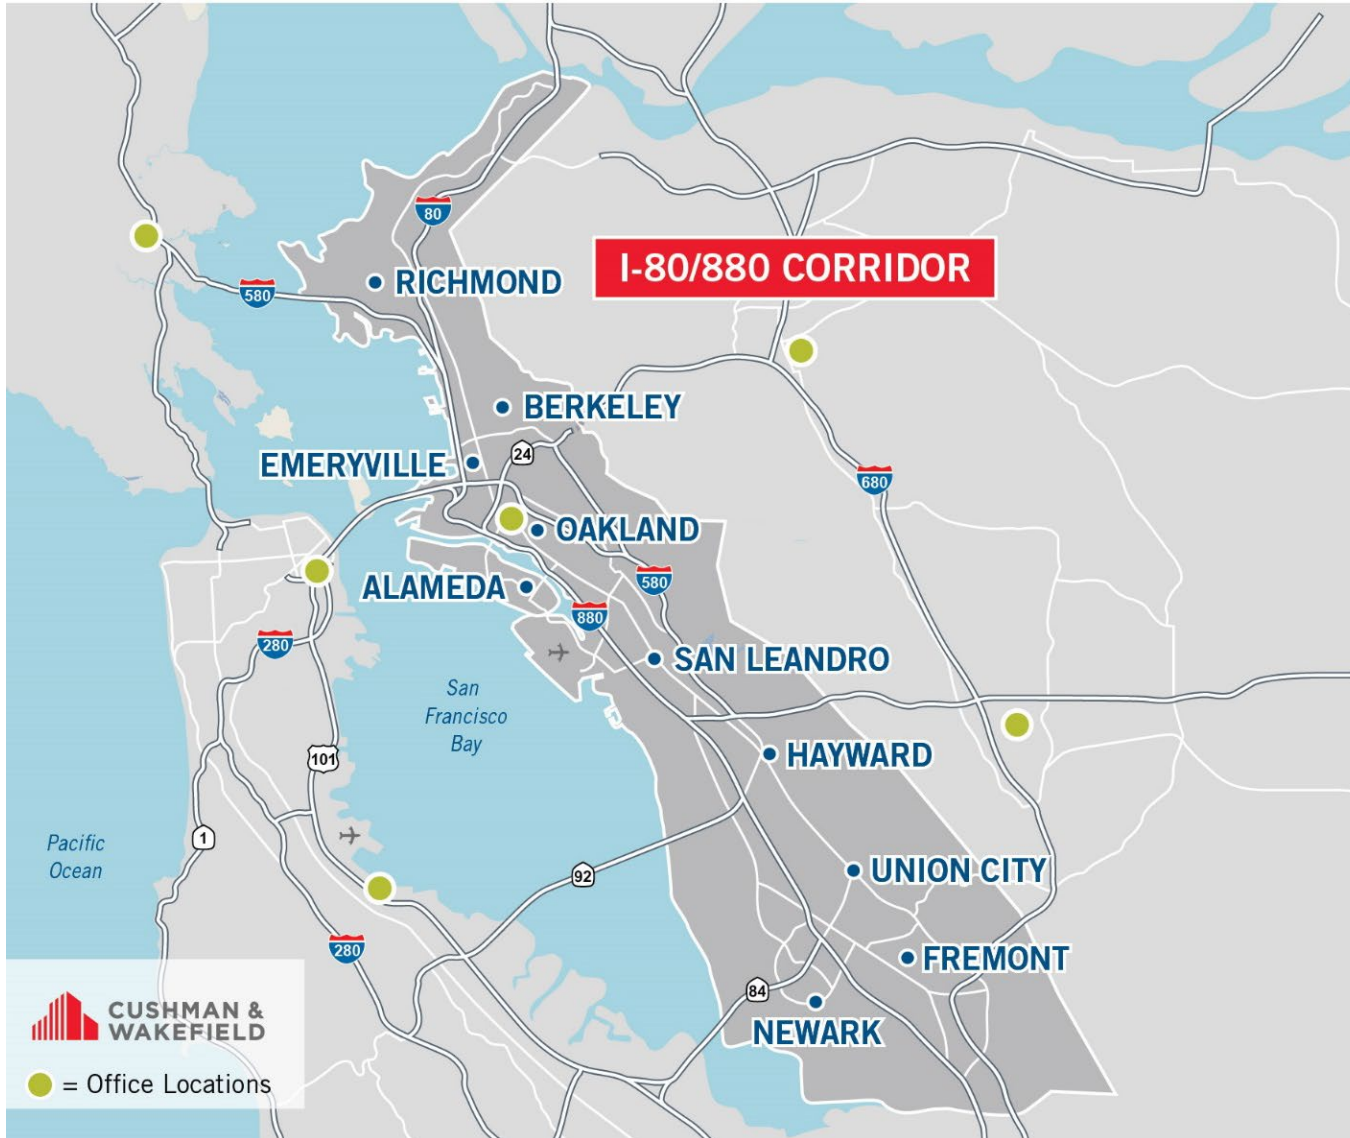 80
I-80/880 CORRIDOR
RICHMOND
580
BERKELEY
24
EMERYVILLE
680
OAKLAND
580
ALAMEDA
880
280
SAN LEANDRO
San
Francisco
Bay
HAYWARD
101
1
Pacific
Ocean
92
UNION CITY
280
FREMONT
84
NEWARK
CUSHMAN &
WAKEFIELD
= Office Locations